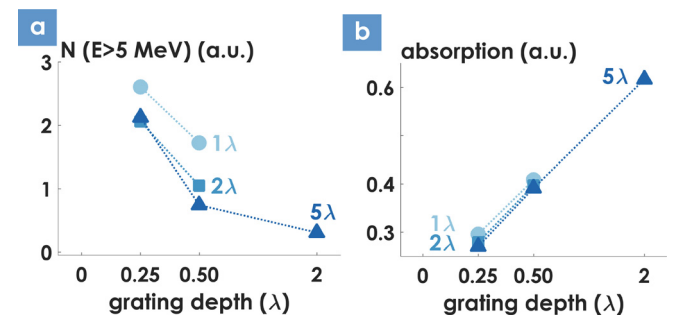 a
N (E>5 MeV) (a.u.)
3
2
1
0
1λ
2λ
5λ
0 0.25 0.50 2
grating depth (λ)
b
absorption (a.u.)
0.6
0.4
0.3
5λ
1λ
2λ
0 0.25 0.50 2
grating depth (λ)